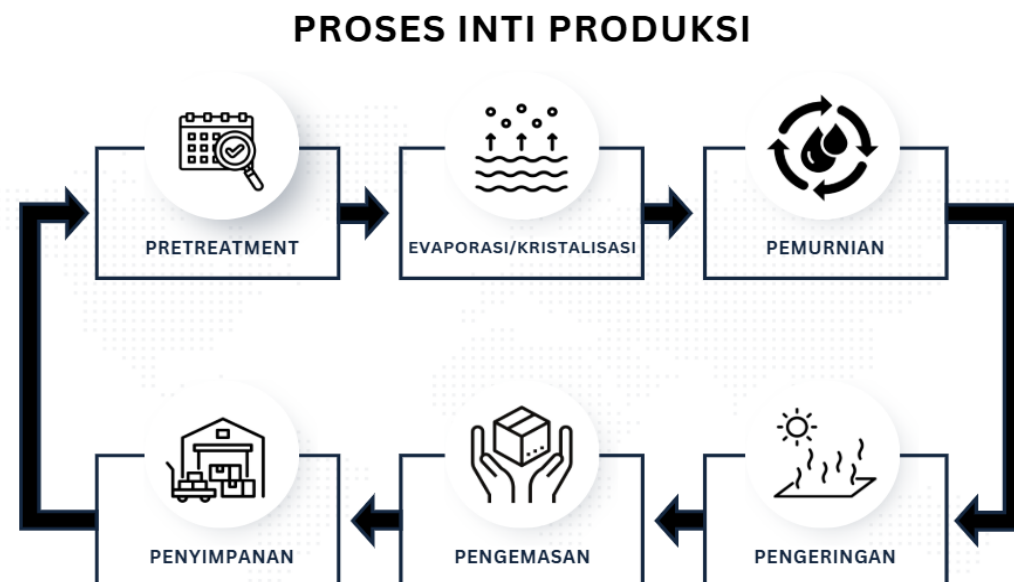 PROSES INTI PRODUKSI
PRETREATMENT
EVAPORASI/KRISTALISASI
PEMURNIAN
PENYIMPANAN
PENGEMASAN
PENGERINGAN